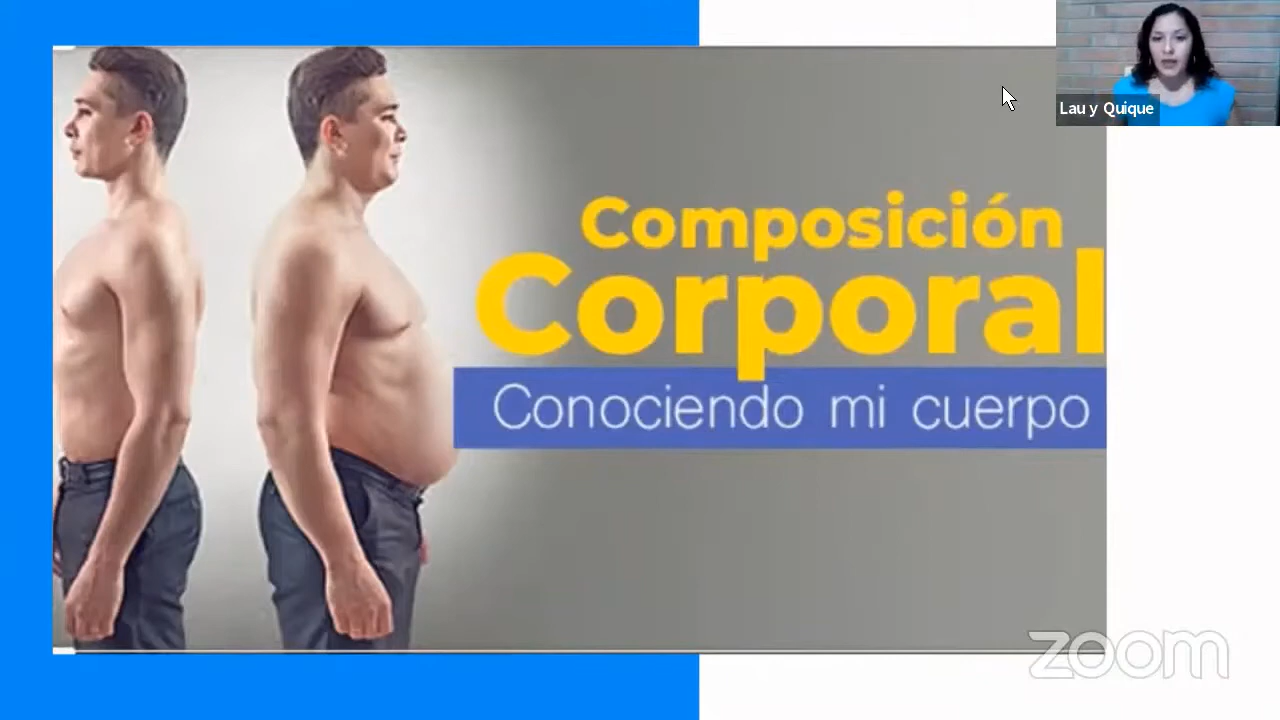 Lau y Quique
Composición
Corporal
Conociendo mi cuerpo
zoom